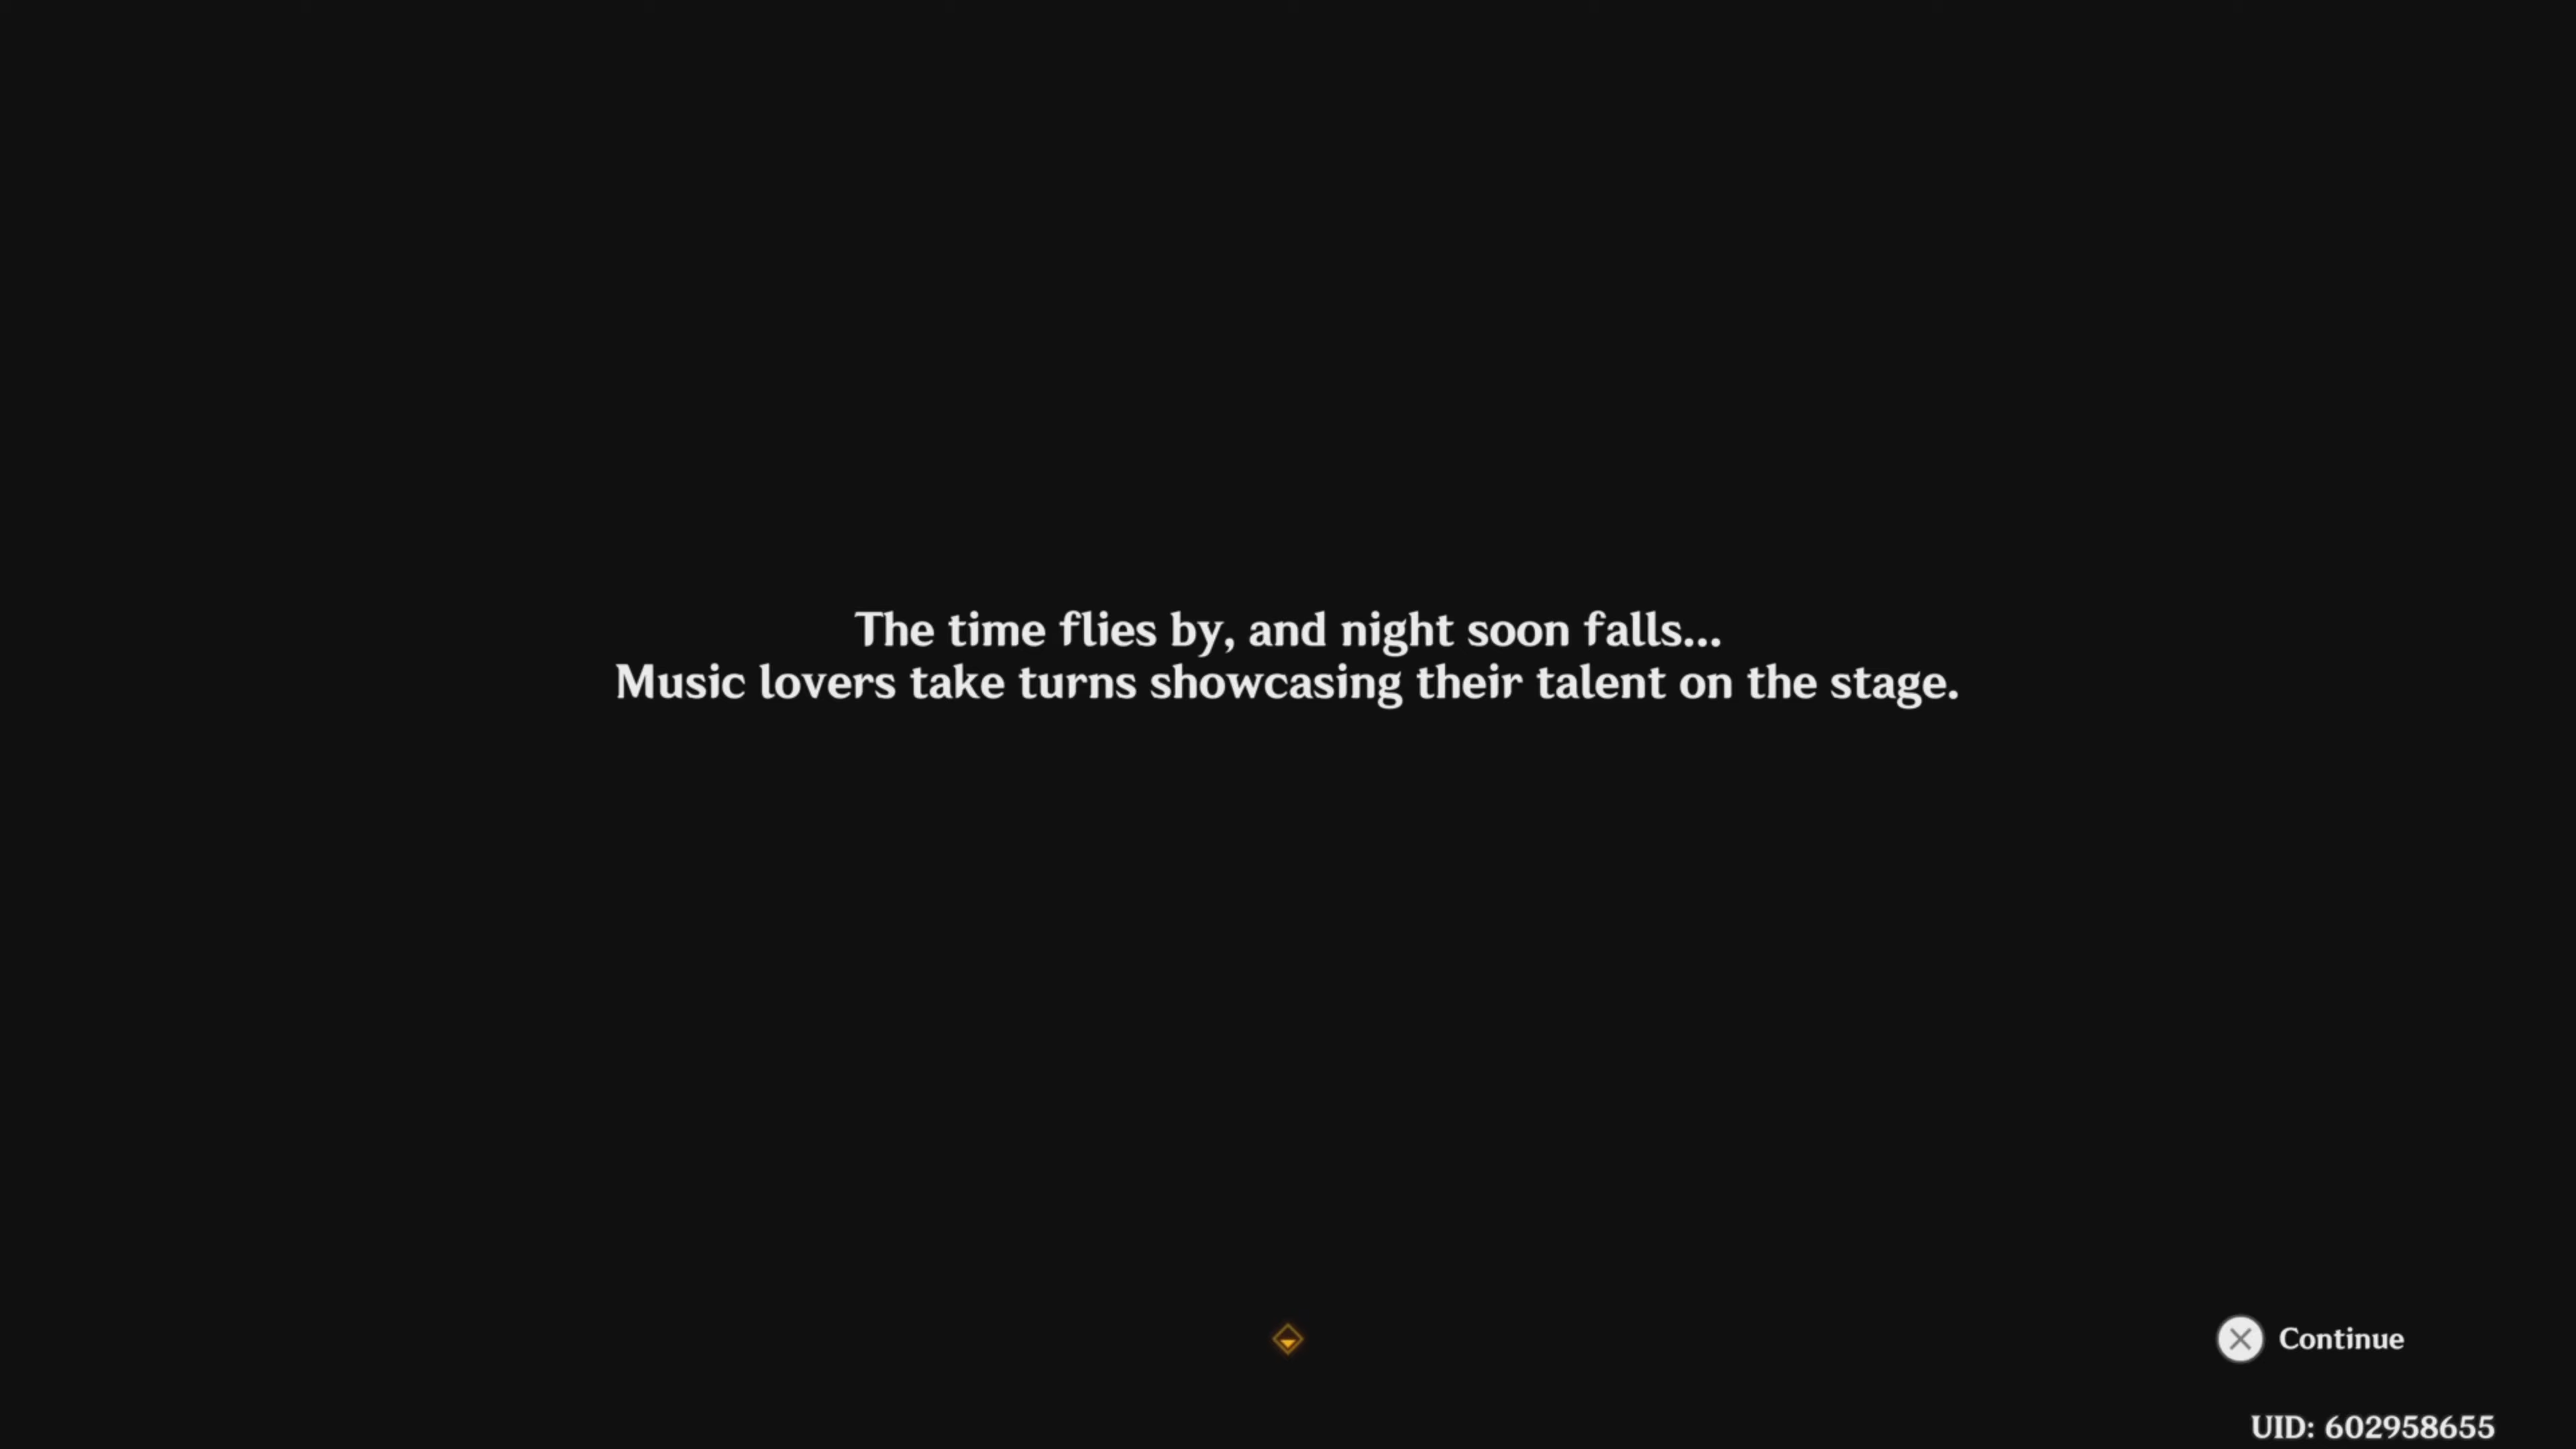 The time flies by, and night soon falls...
Music lovers take turns showcasing their talent on the stage.
Continue
UID: 602958655